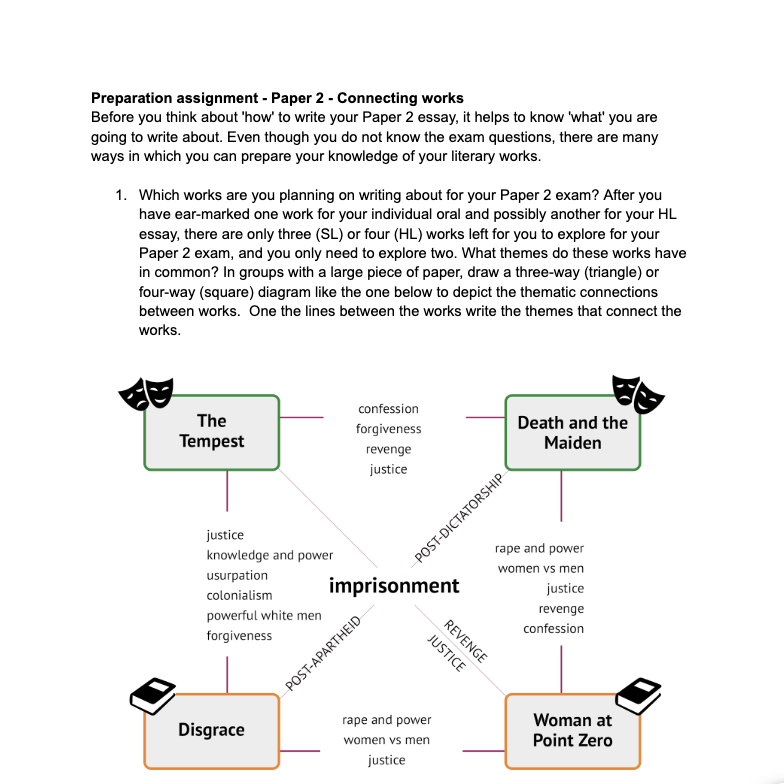 Preparation assignment - Paper 2 - Connecting works
Before you think about 'how' to write your Paper 2 essay, it helps to know 'what' you are
going to write about. Even though you do not know the exam questions, there are many
ways in which you can prepare your knowledge of your literary works.
1. Which works are you planning on writing about for your Paper 2 exam? After you
have ear-marked one work for your individual oral and possibly another for your HL
essay, there are only three (SL) or four (HL) works left for you to explore for your
Paper 2 exam, and you only need to explore two. What themes do these works have
in common? In groups with a large piece of paper, draw a three-way (triangle) or
four-way (square) diagram like the one below to depict the thematic connections
between works.  One the lines between the works write the themes that connect the
works.
The
Tempest
confession
forgiveness
revenge
justice
Death and the
Maiden
POST-DICTATORSHIP
justice
knowledge and power
usurpation
colonialism
powerful white men
forgiveness
imprisonment
rape and power
women vs men
justice
revenge
confession
POST-APARTHEID
REVENGE
JUSTICE
Disgrace
rape and power
women vs men
justice
Woman at
Point Zero